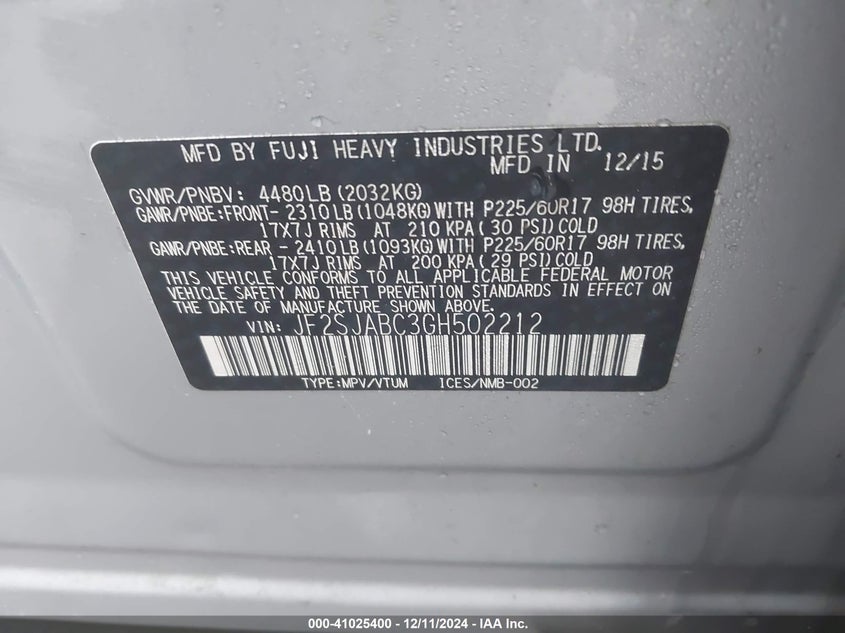 MFD BY FUJI HEAVY INDUSTRIES LTD.
MFD IN 12/15
GVWR/PNBV: 4480LB (2032KG)
GAWR/PNBE:FRONT- 2310LB (1048KG) WITH P225/60R17 98H TIRES,
17X7J RIMS AT 210 KPA ( 30 PSI) COLD
GAWR/PNBE:REAR - 2410LB (1093KG) WITH P225/60R17 98H TIRES,
17X7J RIMS AT 200 KPA ( 29 PSI) COLD
THIS VEHICLE CONFORMS TO ALL APPLICABLE FEDERAL MOTOR
VEHICLE SAFETY AND THEFT PREVENTION STANDARDS IN EFFECT ON
THE DATE OF MANUFACTURE SHOWN ABOVE.
VIN: JF2SJABC3GH502212
TYPE:MPV/VTUM ICES/NMB-002
000-41025400 - 12/11/2024 - IAA Inc.